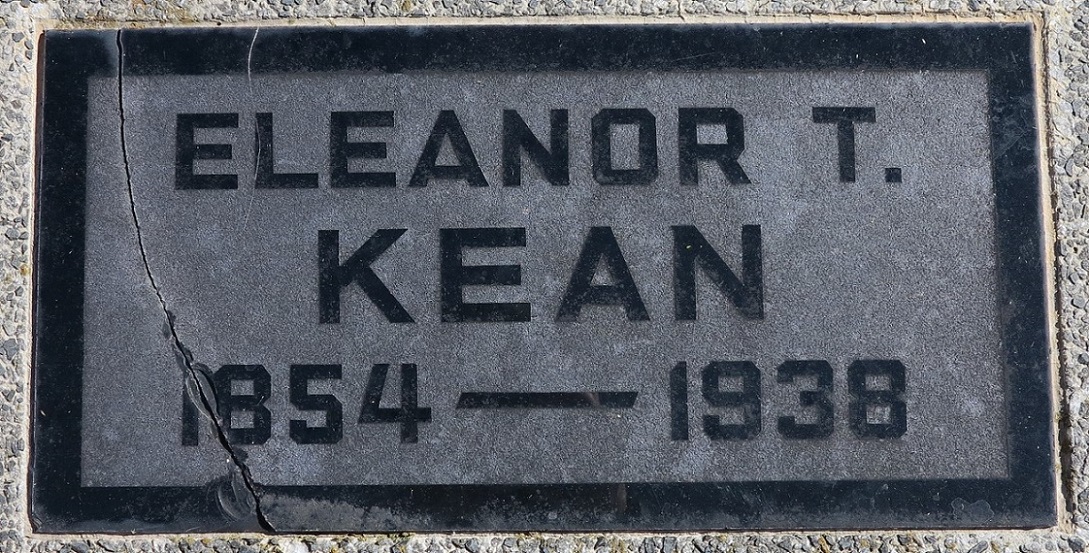 ELEANOR T.
KEAN
1854 — 1938